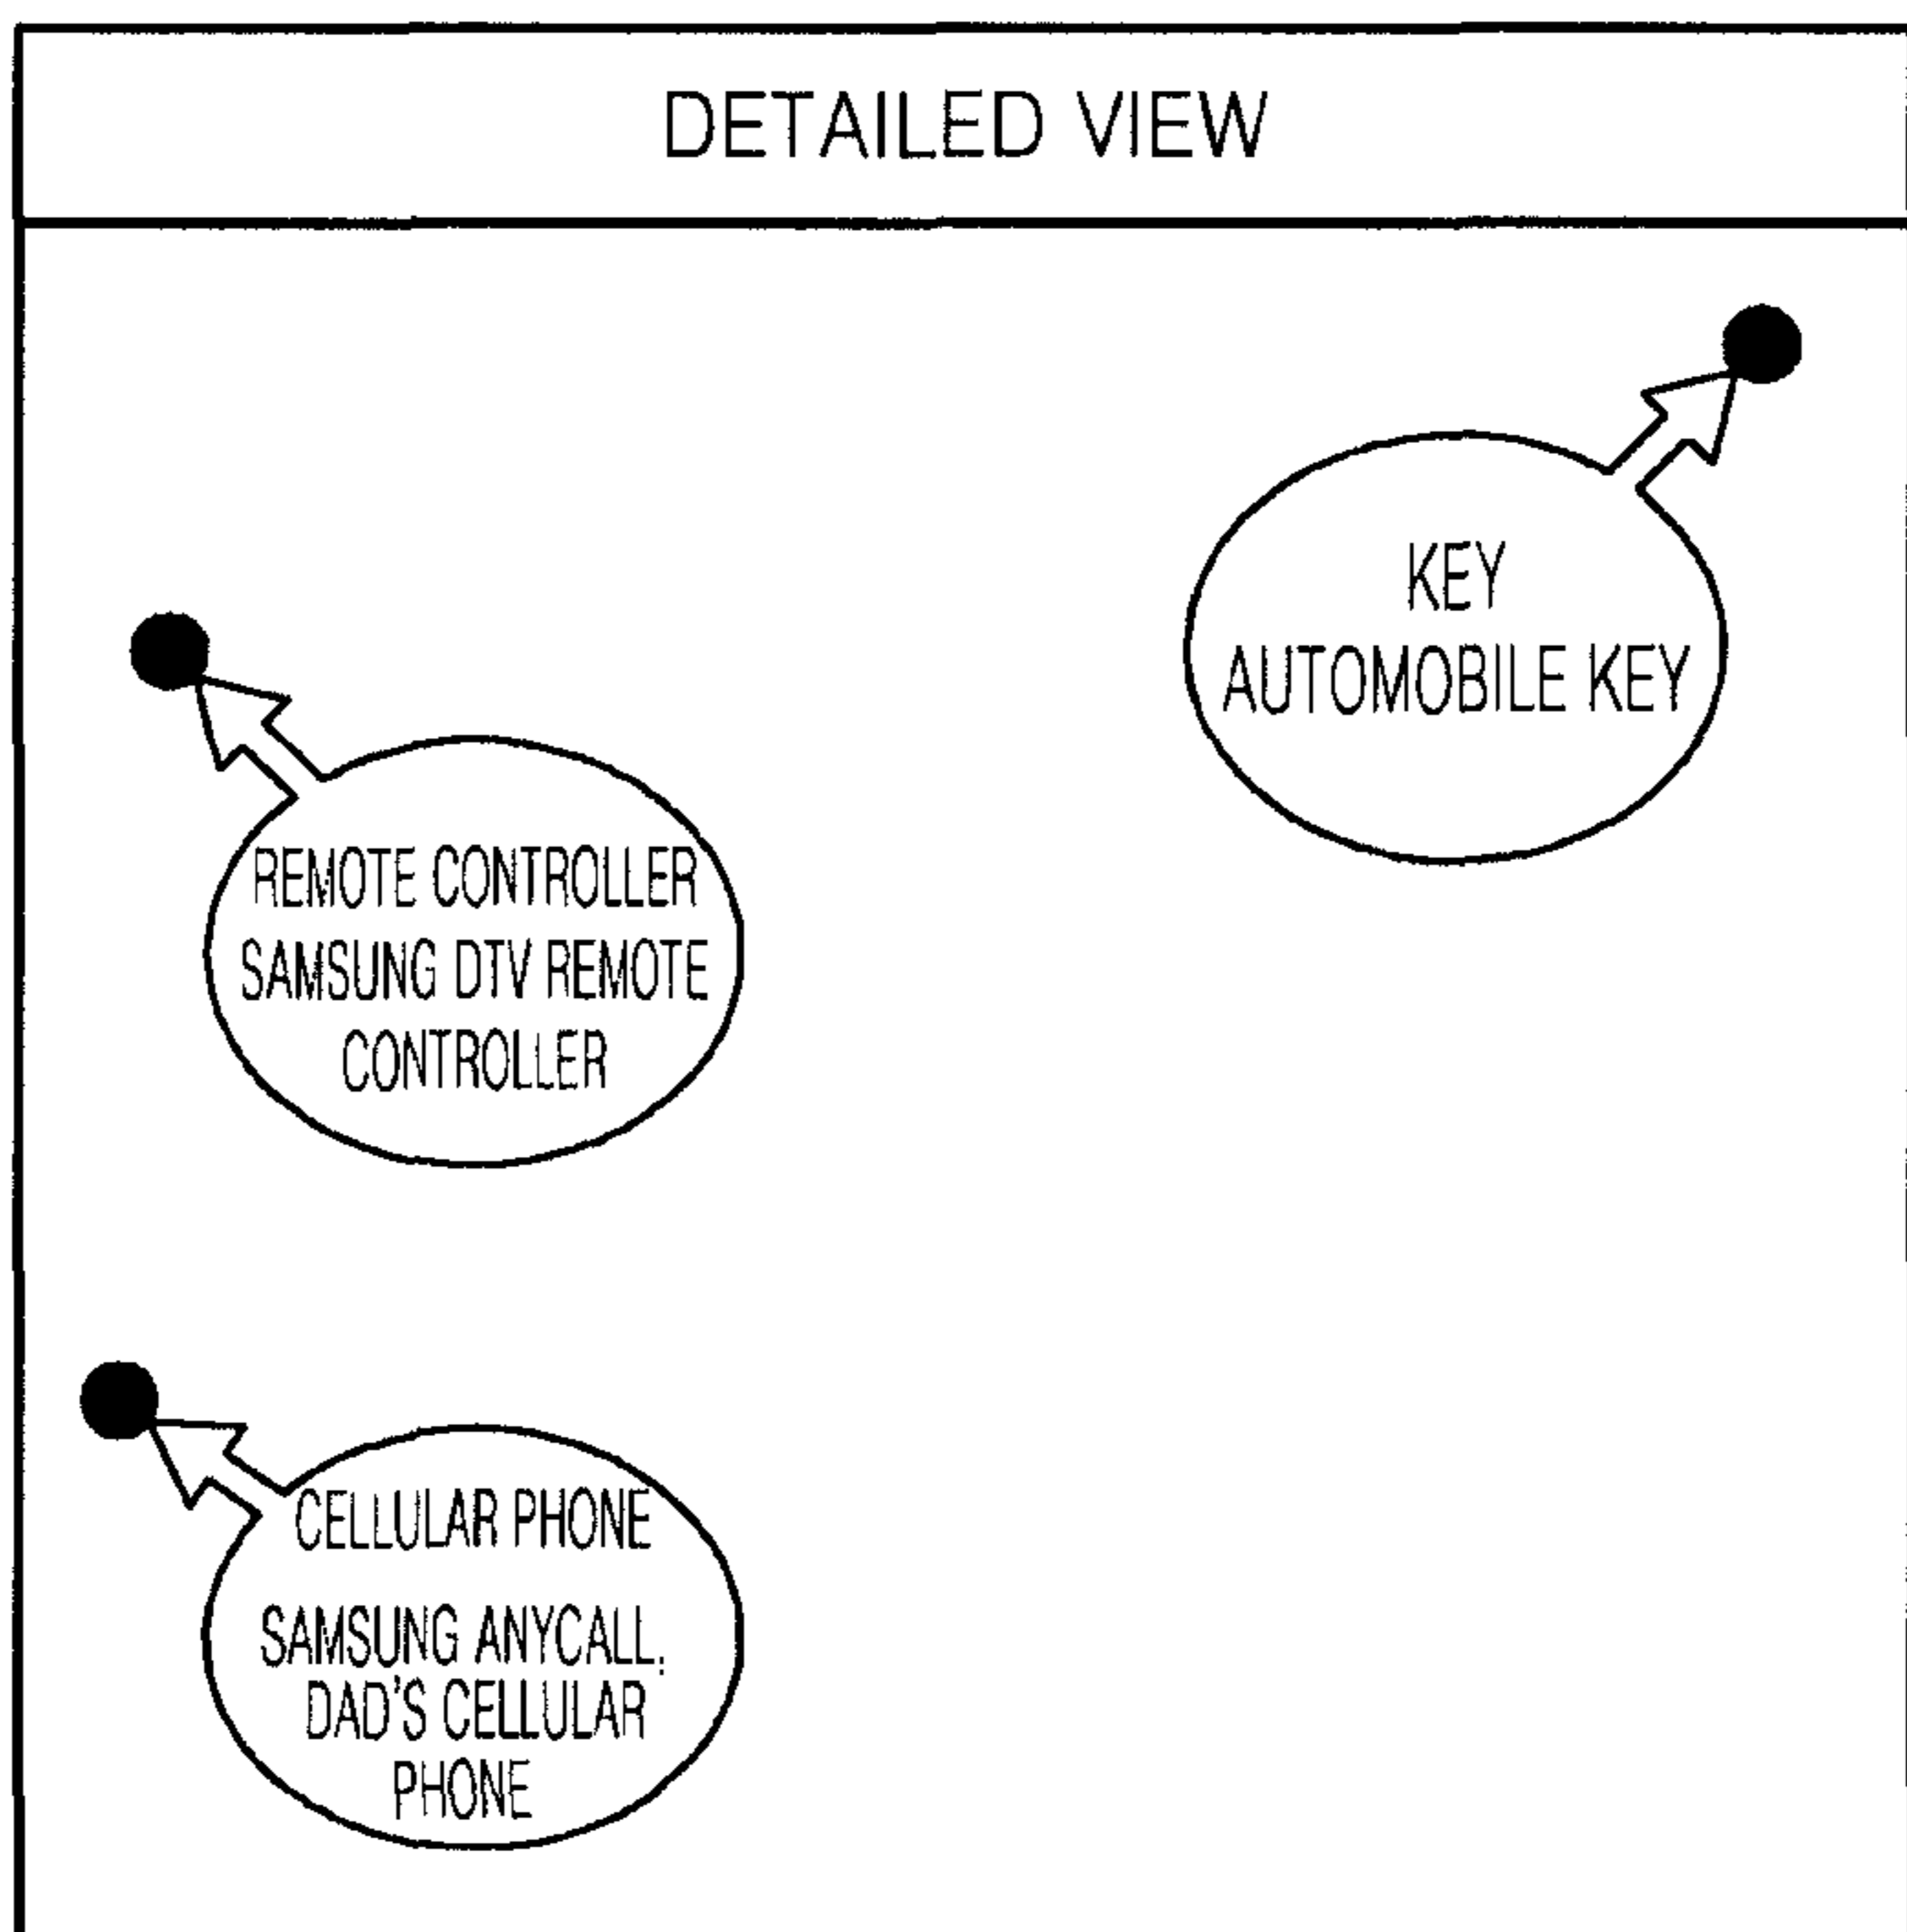 DETAILED VIEW
KEY
AUTOMOBILE KEY
REMOTE CONTROLLER
SAMSUNG DTV REMOTE
CONTROLLER
CELLULAR PHONE
SAMSUNG ANYCALL,
DAD'S CELLULAR
PHONE